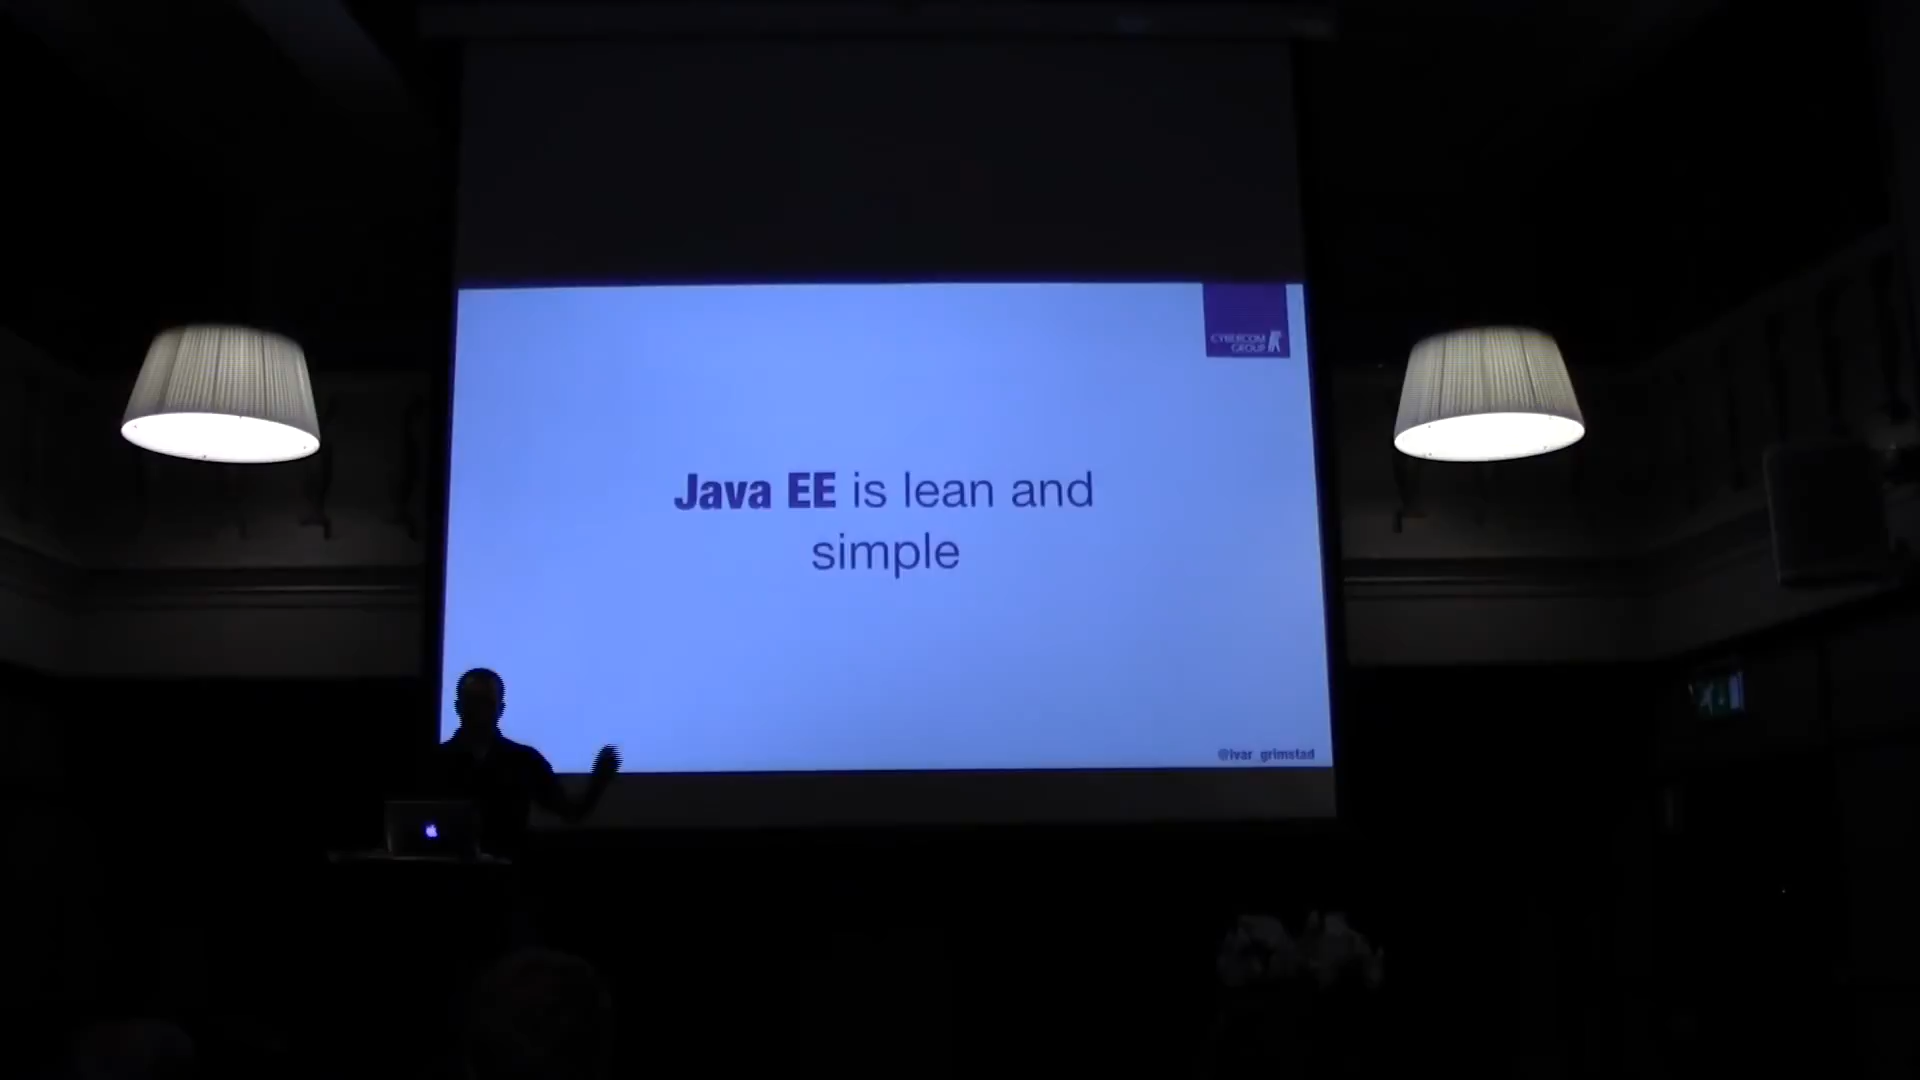 CYBERCOM
GROUP
Java EE is lean and
simple
@ivar_grimstad